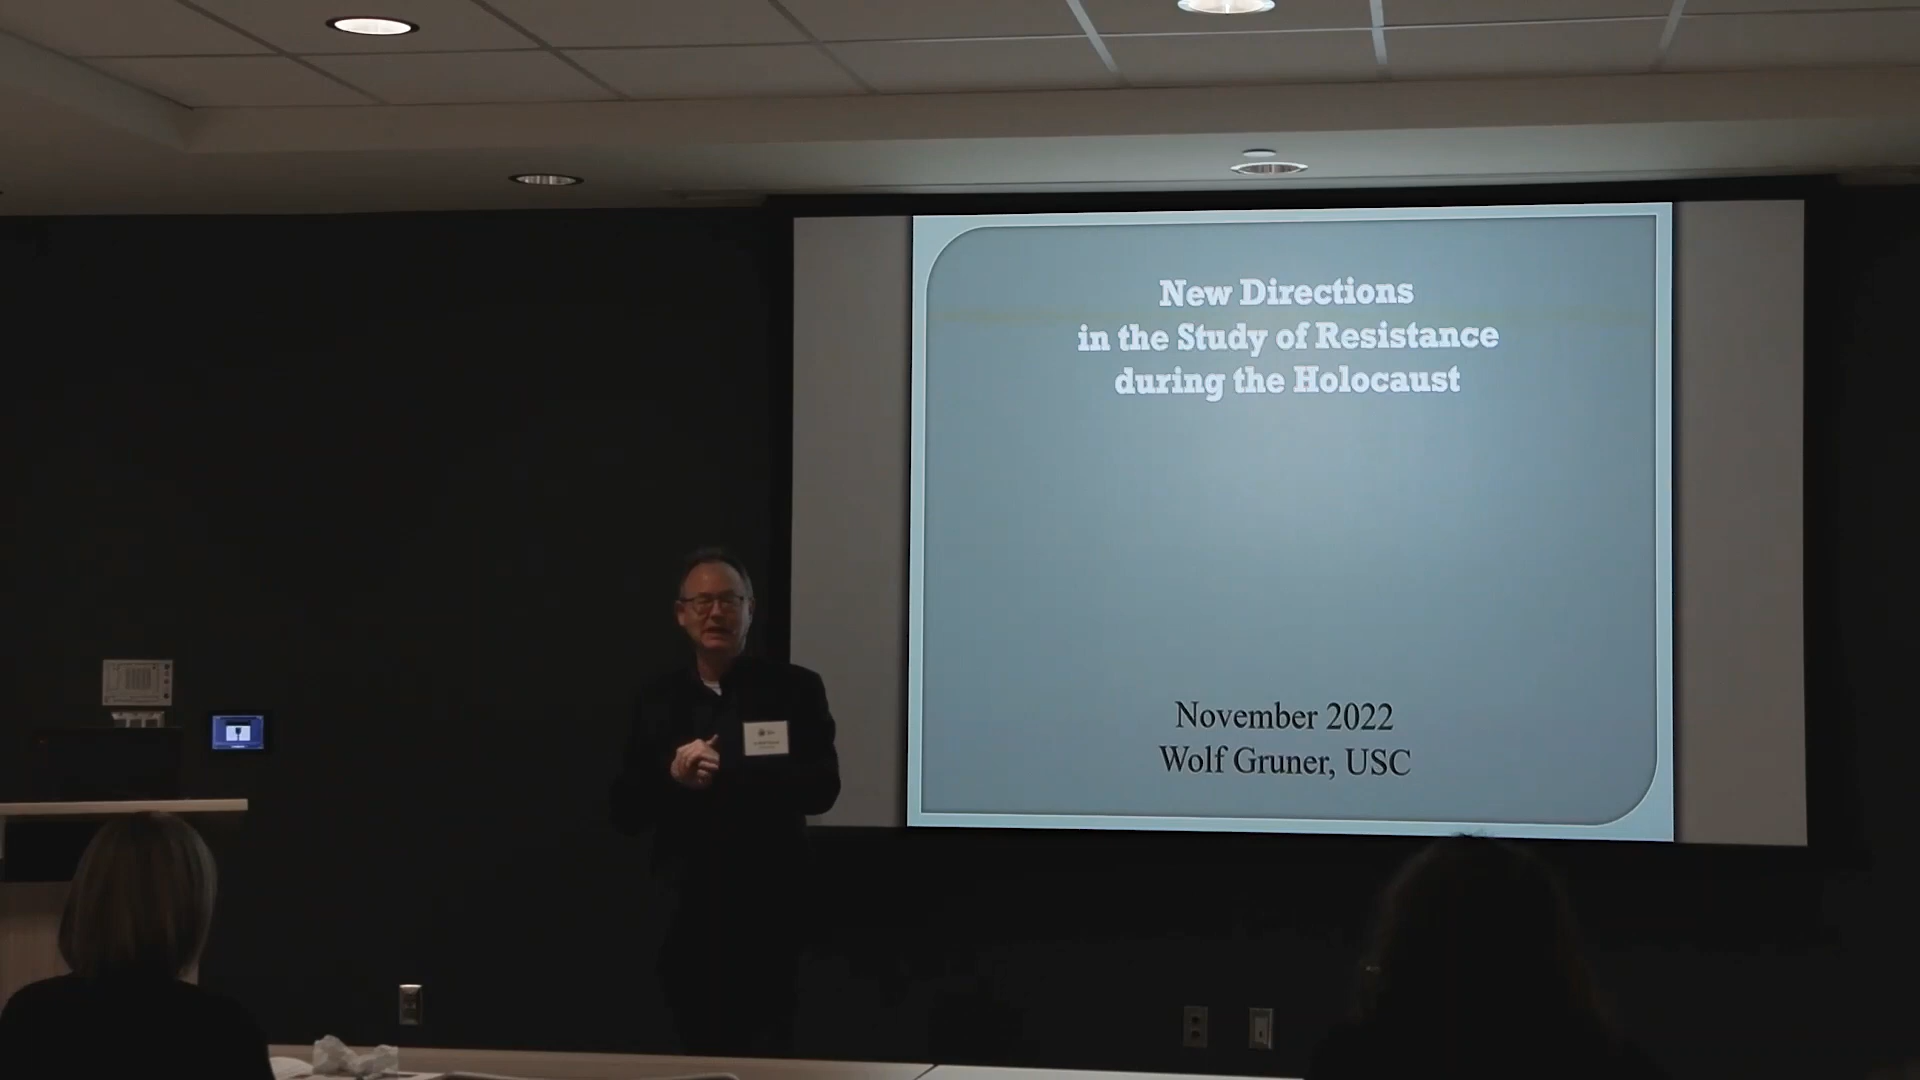 New Directions
in the Study of Resistance
during the Holocaust
November 2022
Wolf Gruner, USC